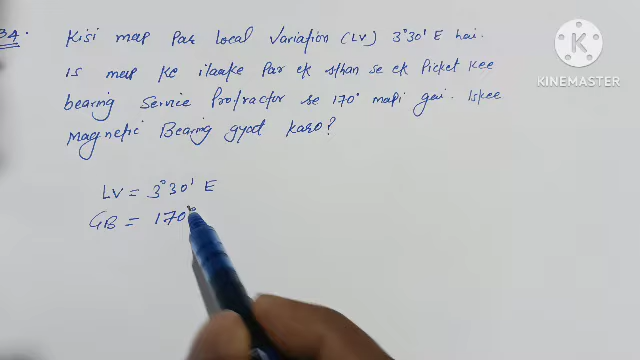 34. Kisi map par local variation (LV) 3°30' E hai.
Is map ke ilaake par ek sthan se ek picket kee
bearing service protractor se 170° mapi gai. Iskee
magnetic bearing gyat karo?
LV = 3°30' E
GB = 170°
K
KINEMASTER